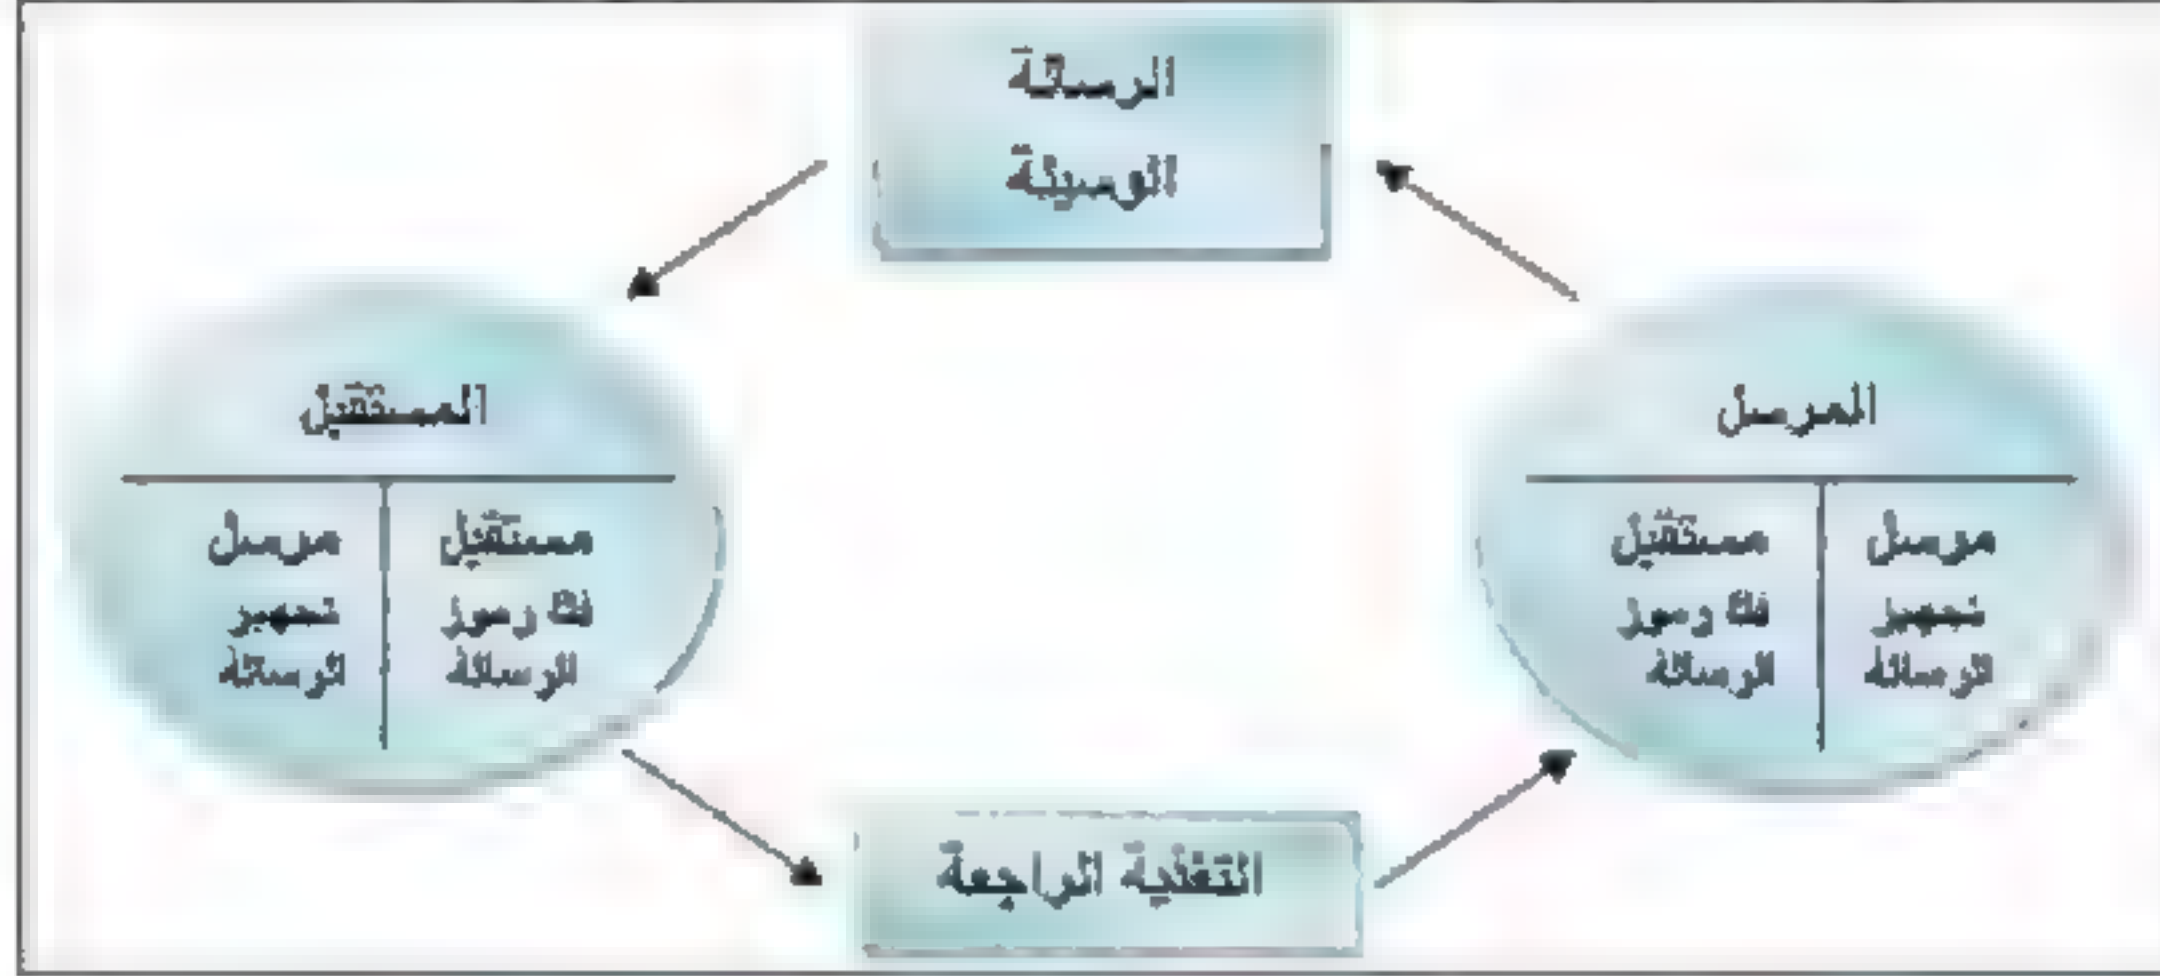 الرسالة
الوسيلة
المرسل
مرسل
تجهيز
الرسالة
مستقبل
فك رموز
الرسالة
المستقبل
مستقبل
فك رموز
الرسالة
مرسل
تجهيز
الرسالة
التغذية الراجعة